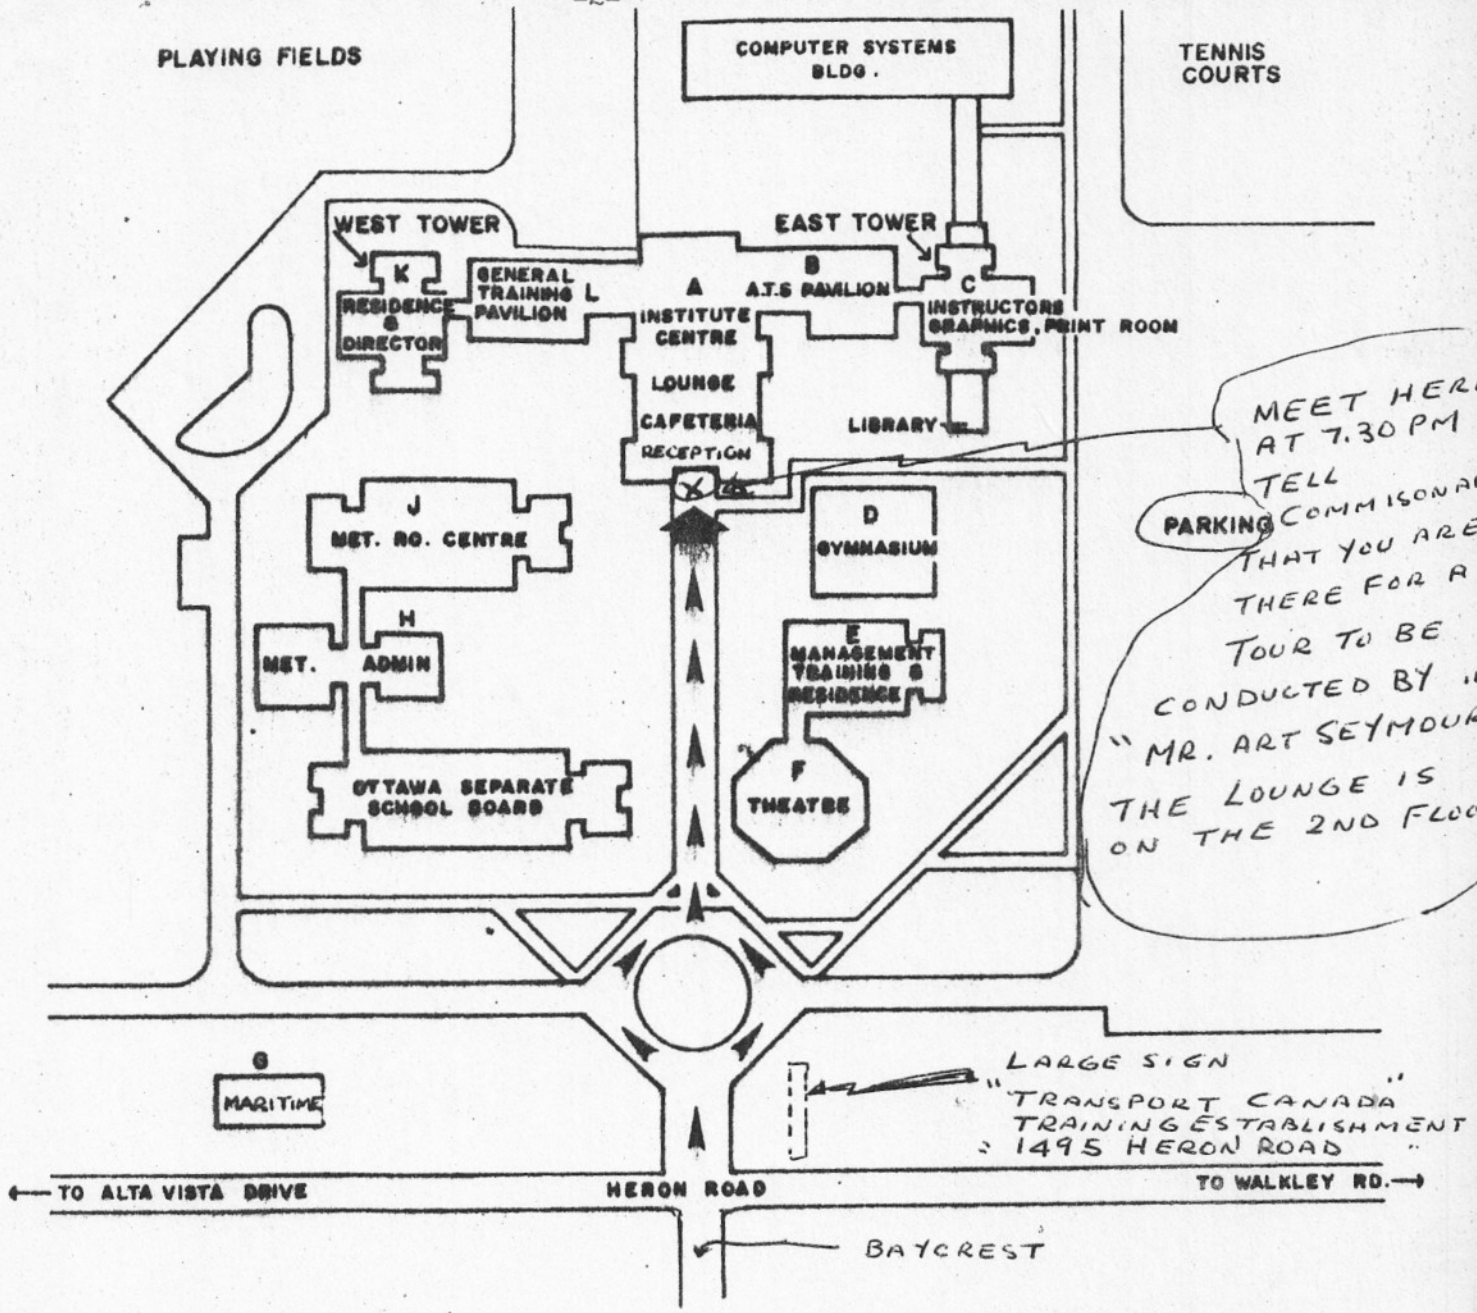 -2-
PLAYING FIELDS
COMPUTER SYSTEMS
BLDG.
TENNIS
COURTS
WEST TOWER
EAST TOWER
K
RESIDENCE
&
DIRECTOR
GENERAL
TRAINING L
PAVILION
A
INSTITUTE
CENTRE
LOUNGE
CAFETERIA
RECEPTION
X
B
A.T.S PAVILION
C
INSTRUCTORS
GRAPHICS, PRINT ROOM
LIBRARY
MEET HERE
AT 7.30 PM
TELL
COMMISONA
THAT YOU ARE
THERE FOR A
TOUR TO BE
CONDUCTED BY
"MR. ART SEYMOUR
THE LOUNGE IS
ON THE 2ND FLOO
PARKING
J
MET. RO. CENTRE
D
GYMNASIUM
H
MET. ADMIN
E
MANAGEMENT
TRAINING &
RESIDENCE
OTTAWA SEPARATE
SCHOOL BOARD
F
THEATRE
G
MARITIME
LARGE SIGN
"TRANSPORT CANADA"
TRAINING ESTABLISHMENT
1495 HERON ROAD "
← TO ALTA VISTA DRIVE
HERON ROAD
TO WALKLEY RD. →
BAYCREST